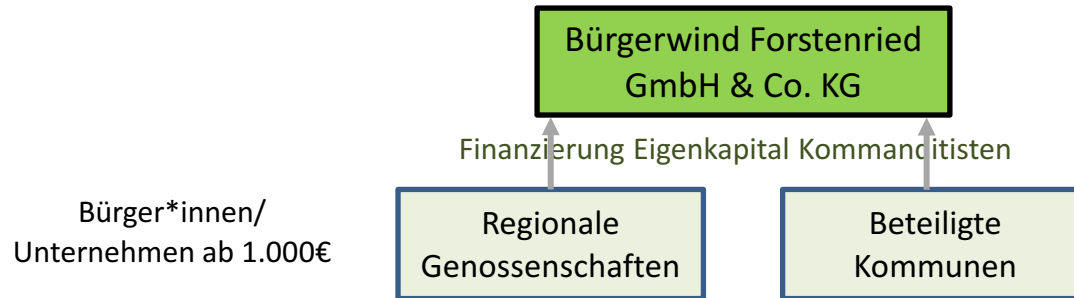 Bürgerwind Forstenried
GmbH & Co. KG
Finanzierung Eigenkapital Kommanditisten
Bürger*innen/
Unternehmen ab 1.000€
Regionale
Genossenschaften
Beteiligte
Kommunen